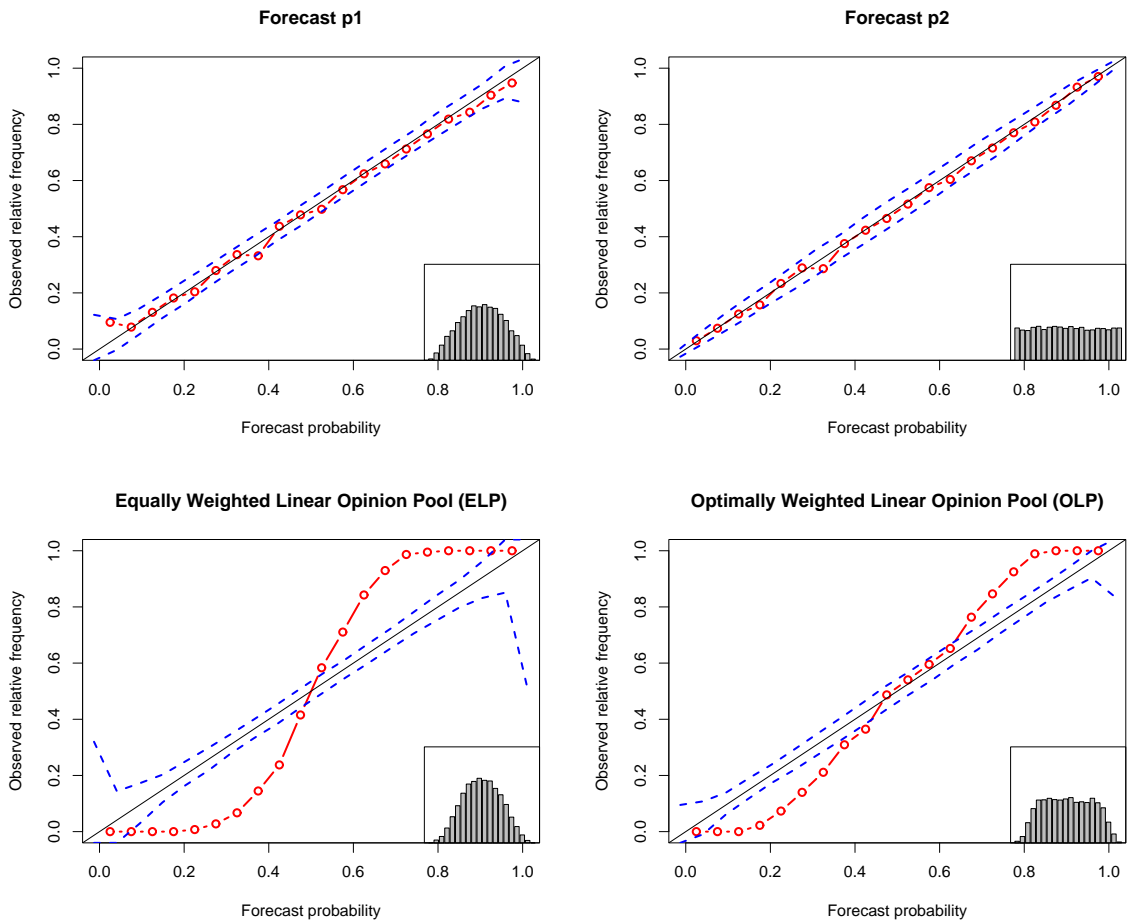 Forecast p1
Observed relative frequency
1.0
0.8
0.6
0.4
0.2
0.0
0.0 0.2 0.4 0.6 0.8 1.0
Forecast probability
Forecast p2
Observed relative frequency
1.0
0.8
0.6
0.4
0.2
0.0
0.0 0.2 0.4 0.6 0.8 1.0
Forecast probability
Equally Weighted Linear Opinion Pool (ELP)
Observed relative frequency
1.0
0.8
0.6
0.4
0.2
0.0
0.0 0.2 0.4 0.6 0.8 1.0
Forecast probability
Optimally Weighted Linear Opinion Pool (OLP)
Observed relative frequency
1.0
0.8
0.6
0.4
0.2
0.0
0.0 0.2 0.4 0.6 0.8 1.0
Forecast probability